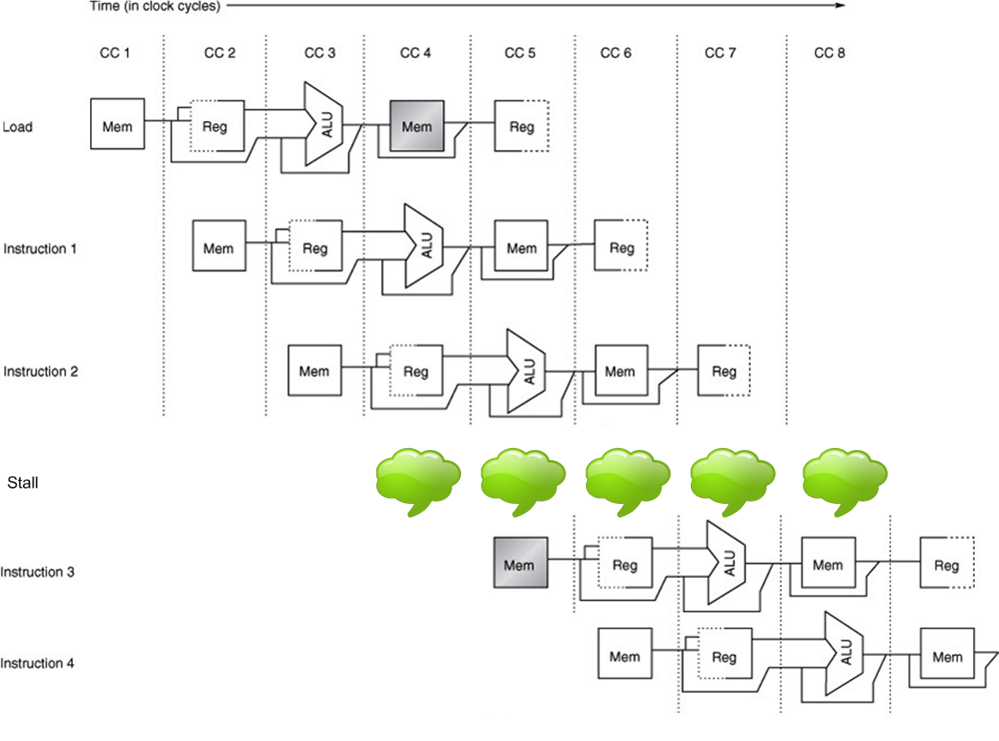 Time (in clock cycles)
CC 1 CC 2 CC 3 CC 4 CC 5 CC 6 CC 7 CC 8
Load Mem Reg ALU Mem Reg
Instruction 1 Mem Reg ALU Mem Reg
Instruction 2 Mem Reg ALU Mem Reg
Stall
Instruction 3 Mem Reg ALU Mem Reg
Instruction 4 Mem Reg ALU Mem